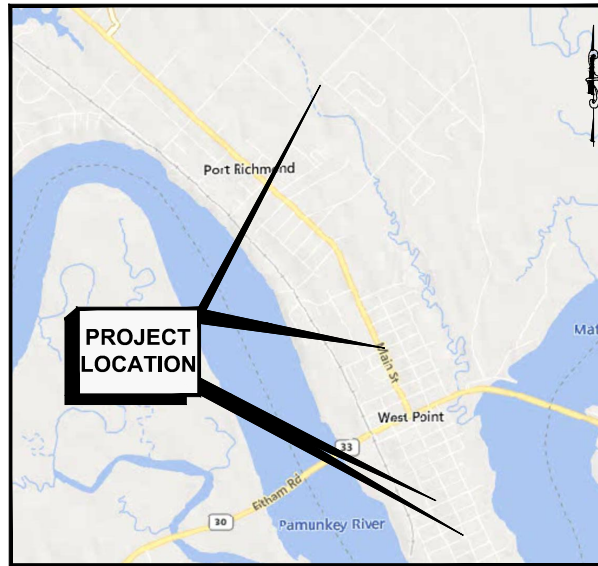 Port Richmond
PROJECT
LOCATION
Main St
Mat
West Point
33
Eltham Rd
30
Pamunkey River